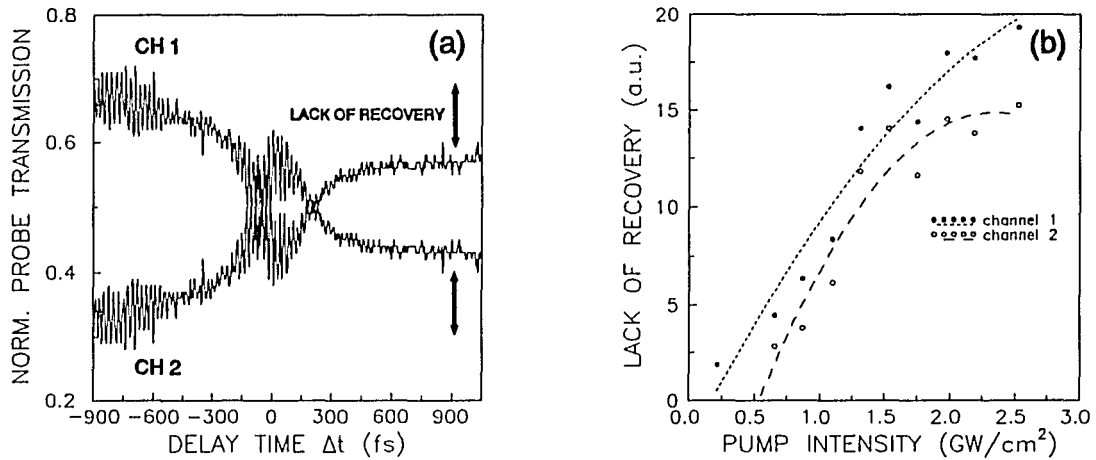 (a)
CH 1
LACK OF RECOVERY
CH 2
NORM. PROBE TRANSMISSION
0.8
0.6
0.4
0.2
-900 -600 -300 0 300 600 900
DELAY TIME Δt (fs)
(b)
LACK OF RECOVERY (a.u.)
20
15
10
5
0
channel 1
channel 2
0.0 0.5 1.0 1.5 2.0 2.5 3.0
PUMP INTENSITY (GW/cm²)